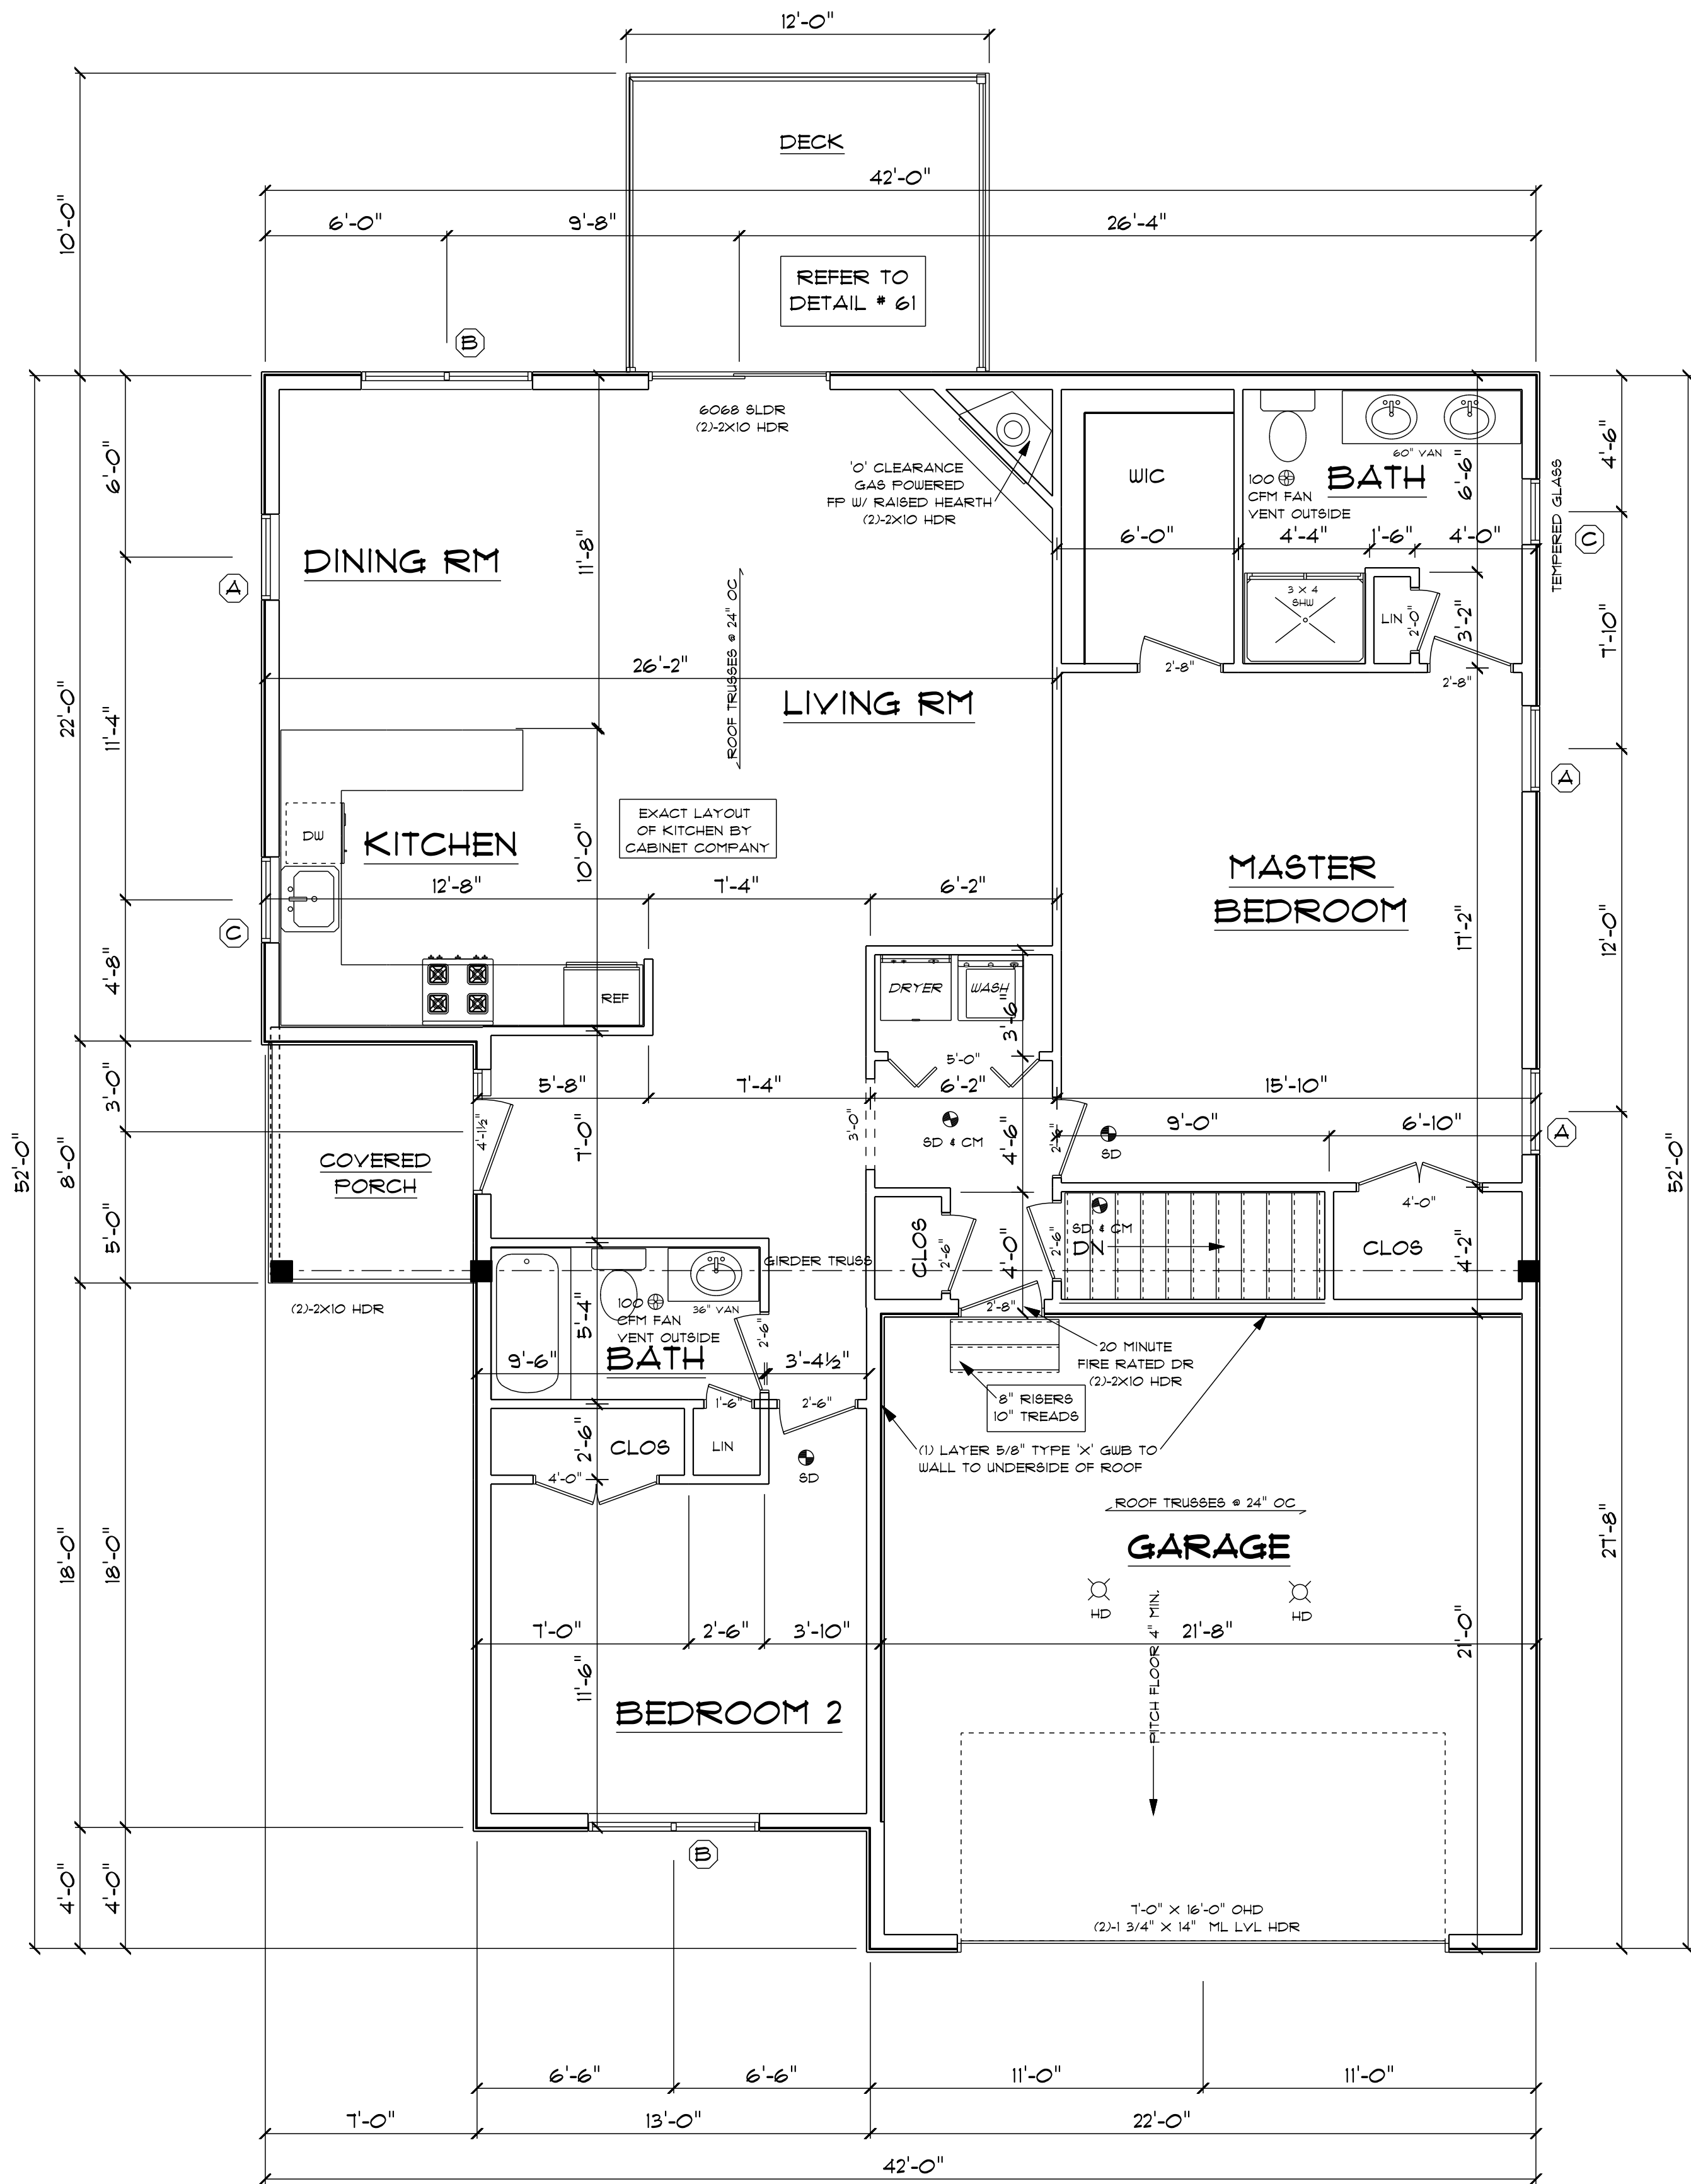 12'-0"
DECK
42'-0"
6'-0"
9'-8"
26'-4"
10'-0"
REFER TO
DETAIL # 61
B
6068 SLDR
(2)-2X10 HDR
'O' CLEARANCE
GAS POWERED
FP W/ RAISED HEARTH
(2)-2X10 HDR
WIC
60" VAN
BATH
100
CFM FAN
VENT OUTSIDE
6'-6"
4'-6"
TEMPERED GLASS
C
6'-0"
4'-4"
1'-6"
4'-0"
6'-0"
DINING RM
11'-8"
A
3 X 4
SHW
LIN
2'-0"
3'-2"
7'-10"
2'-8"
2'-8"
ROOF TRUSSES @ 24" OC
26'-2"
LIVING RM
22'-0"
11'-4"
A
DW
KITCHEN
10'-0"
EXACT LAYOUT
OF KITCHEN BY
CABINET COMPANY
MASTER
BEDROOM
17'-2"
12'-0"
12'-8"
7'-4"
6'-2"
C
4'-8"
REF
DRYER
WASH
3'-6"
5'-0"
3'-0"
5'-8"
7'-4"
6'-2"
15'-10"
4'-1½"
7'-0"
3'-0"
SD & CM
4'-6"
2'-6"
SD
9'-0"
6'-10"
A
52'-0"
8'-0"
COVERED
PORCH
52'-0"
5'-0"
CLOS
2'-6"
4'-0"
2'-6"
SD & CM
DN
4'-0"
CLOS
4'-2"
GIRDER TRUSS
(2)-2X10 HDR
100
CFM FAN
VENT OUTSIDE
36" VAN
5'-4"
BATH
2'-6"
9'-6"
3'-4½"
2'-8"
20 MINUTE
FIRE RATED DR
(2)-2X10 HDR
8" RISERS
10" TREADS
1'-6"
2'-6"
CLOS
LIN
2'-6"
4'-0"
SD
(1) LAYER 5/8" TYPE 'X' GWB TO
WALL TO UNDERSIDE OF ROOF
ROOF TRUSSES @ 24" OC
GARAGE
18'-0"
18'-0"
27'-8"
HD
HD
PITCH FLOOR 4" MIN.
7'-0"
2'-6"
3'-10"
21'-8"
21'-0"
11'-6"
BEDROOM 2
B
4'-0"
4'-0"
7'-0" X 16'-0" OHD
(2)-1 3/4" X 14" ML LVL HDR
6'-6"
6'-6"
11'-0"
11'-0"
7'-0"
13'-0"
22'-0"
42'-0"